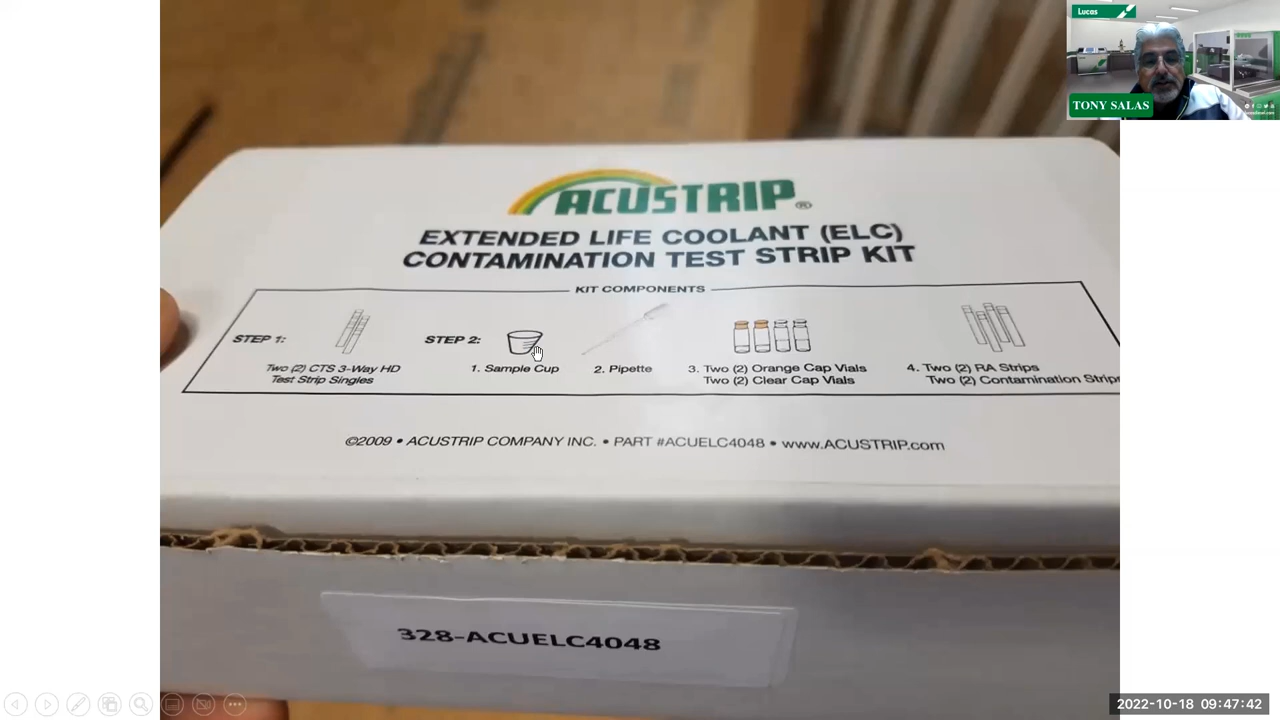 Lucas
TONY SALAS
ACUSTRIP®
EXTENDED LIFE COOLANT (ELC)
CONTAMINATION TEST STRIP KIT
KIT COMPONENTS
STEP 1:
Two (2) CTS 3-Way HD
Test Strip Singles
STEP 2:
1. Sample Cup
2. Pipette
3. Two (2) Orange Cap Vials
Two (2) Clear Cap Vials
4. Two (2) RA Strips
Two (2) Contamination Strips
©2009 • ACUSTRIP COMPANY INC. • PART #ACUELC4048 • www.ACUSTRIP.com
328-ACUELC4048
2022-10-18 09:47:42